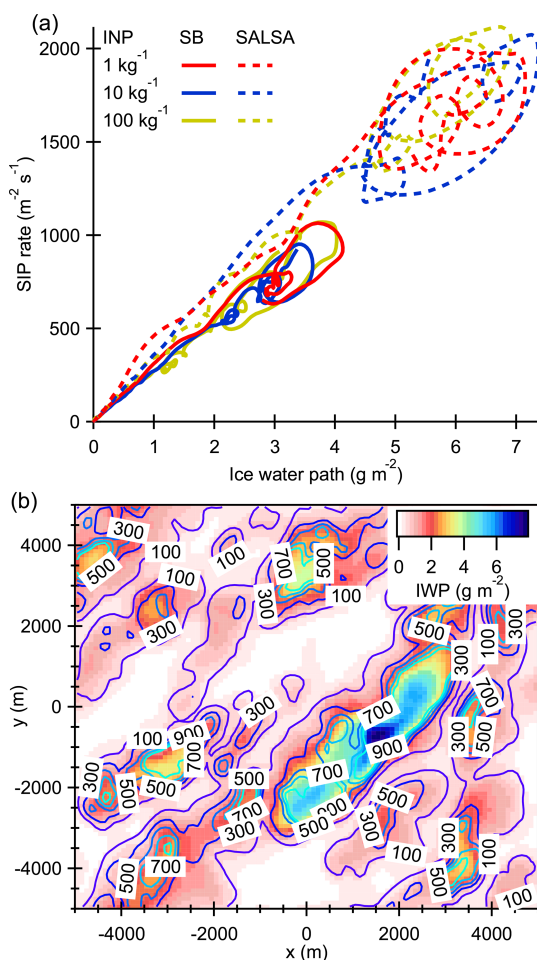 (a)
INP SB SALSA
1 kg-1
10 kg-1
100 kg-1
2000
1500
1000
500
0
SIP rate (m-2 s-1)
0 1 2 3 4 5 6 7
Ice water path (g m-2)
(b)
0 2 4 6
IWP (g m-2)
4000
2000
0
-2000
-4000
y (m)
300 100 100 700 500 500
100 300 100 300
300 500 300 100 300
100 900 300 700 700
700 300 500
300 500 500 900
500 700 700 500
300 900 500 300 100 100
500 700 100
-4000 -2000 0 2000 4000
x (m)